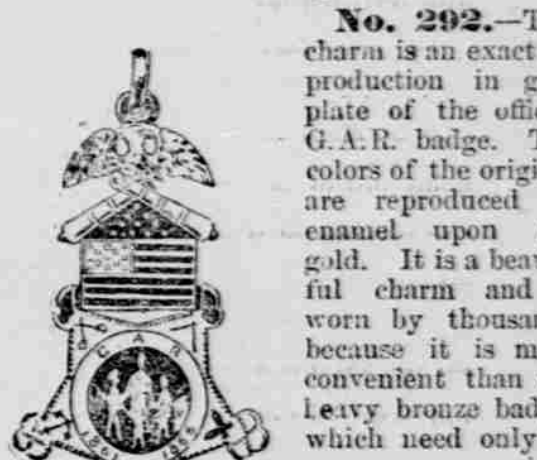 No. 292.—T
charm is an exact
production in g
plate of the offic
G.A.R. badge. T
colors of the origi
are reproduced
enamel upon
gold. It is a beau
ful charm and
worn by thousan
because it is m
convenient than
heavy bronze bad
which need only
G A R
1861 1866